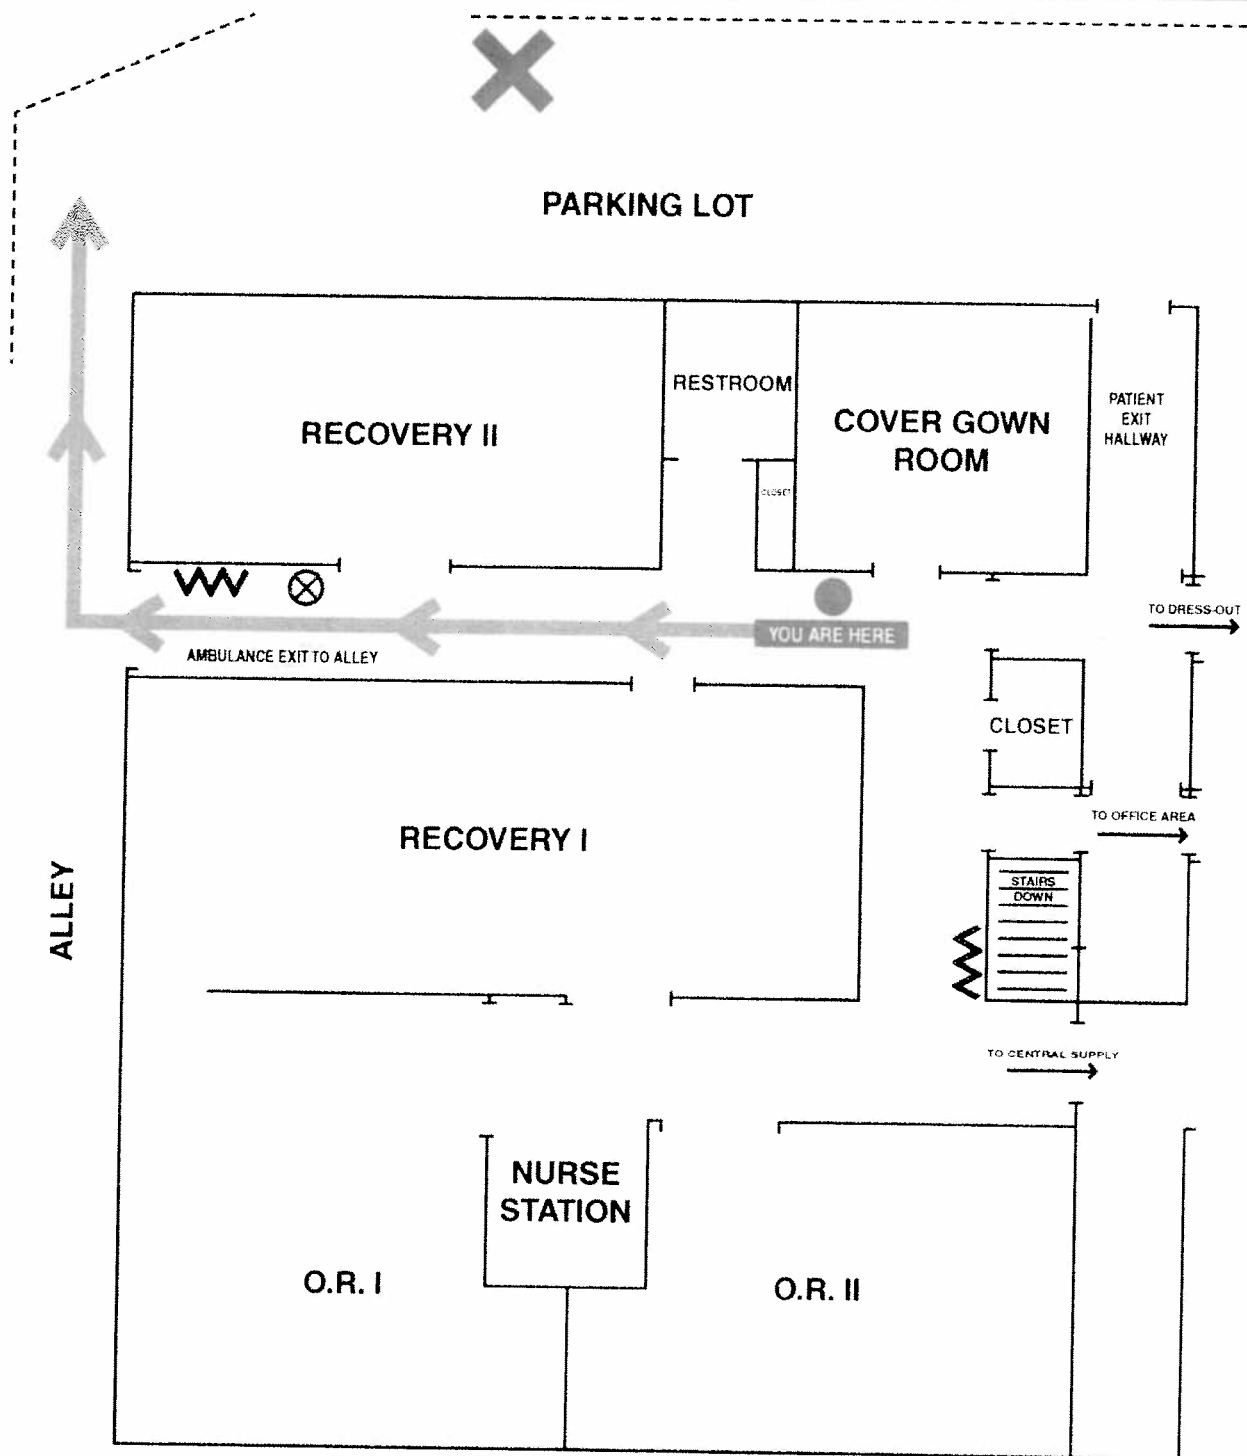 PARKING LOT
RECOVERY II
RESTROOM
CLOSET
COVER GOWN
ROOM
PATIENT
EXIT
HALLWAY
YOU ARE HERE
TO DRESS-OUT
AMBULANCE EXIT TO ALLEY
CLOSET
RECOVERY I
TO OFFICE AREA
STAIRS
DOWN
ALLEY
TO CENTRAL SUPPLY
NURSE
STATION
O.R. I
O.R. II